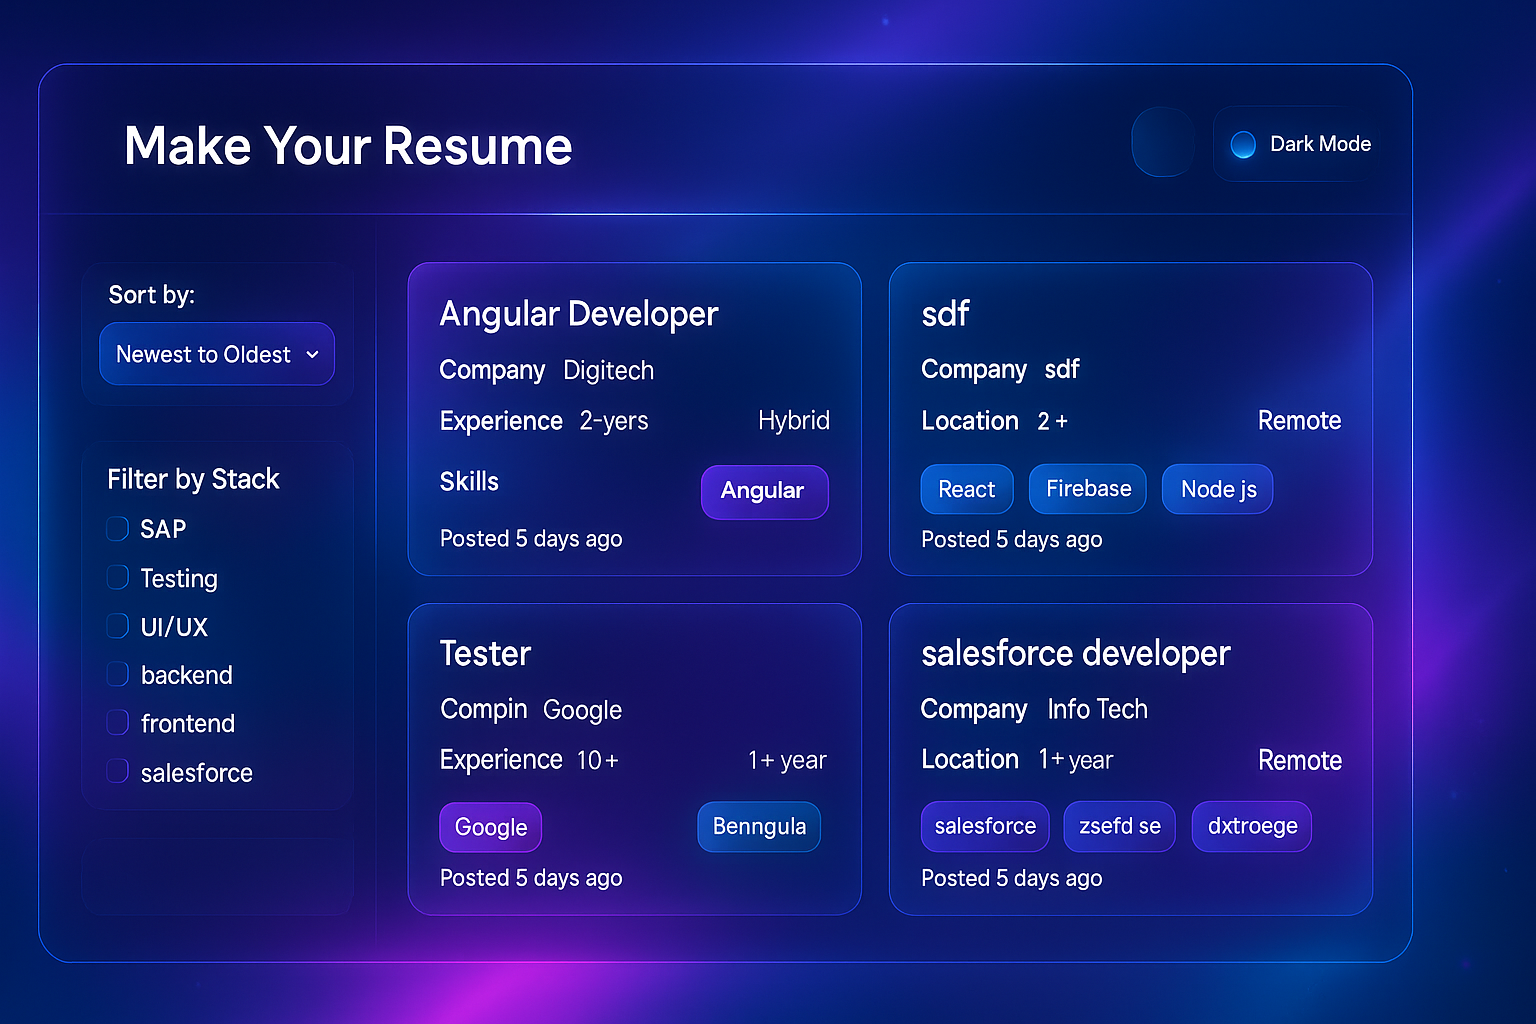 Make Your Resume
Dark Mode
Sort by:
Newest to Oldest
Filter by Stack
SAP
Testing
UI/UX
backend
frontend
salesforce
Angular Developer
Company Digitech
Experience 2-yers Hybrid
Skills Angular
Posted 5 days ago
sdf
Company sdf
Location 2 + Remote
React Firebase Node js
Posted 5 days ago
Tester
Compin Google
Experience 10+ 1+ year
Google Benngula
Posted 5 days ago
salesforce developer
Company Info Tech
Location 1+ year Remote
salesforce zsefd se dxtroege
Posted 5 days ago